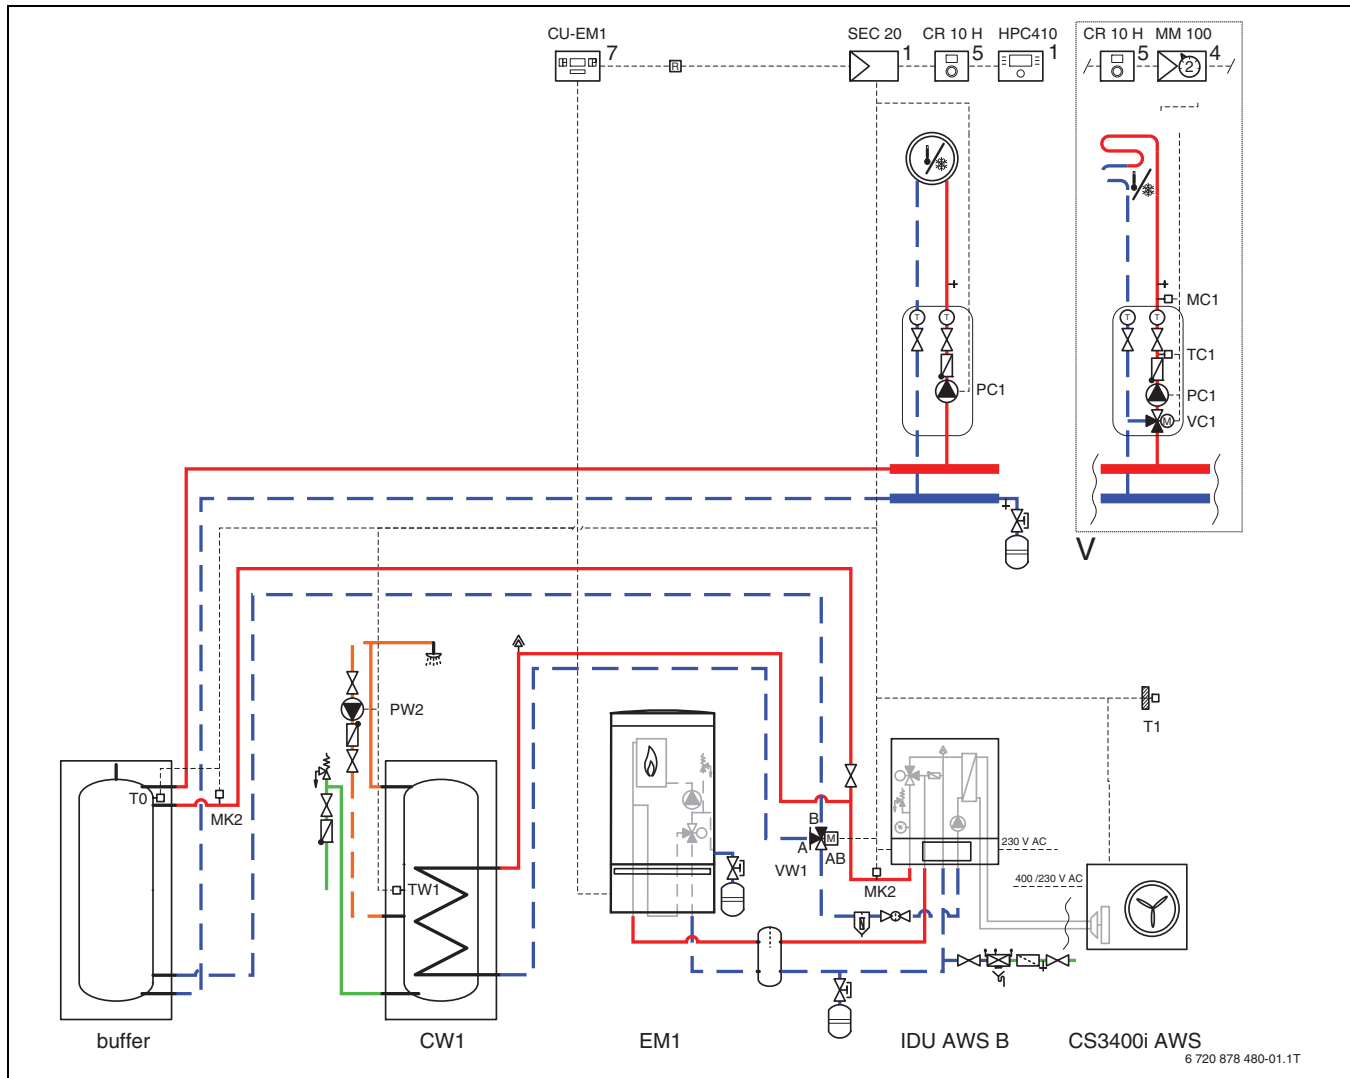 CU-EM1
7
R
SEC 20
1
CR 10 H
5
HPC410
1
CR 10 H
5
MM 100
4
2
T
T
PC1
T
T
MC1
TC1
PC1
M
VC1
V
PW2
T1
T0
MK2
TW1
B
A
M
AB
VW1
MK2
230 V AC
400 /230 V AC
buffer
CW1
EM1
IDU AWS B
CS3400i AWS
6 720 878 480-01.1T